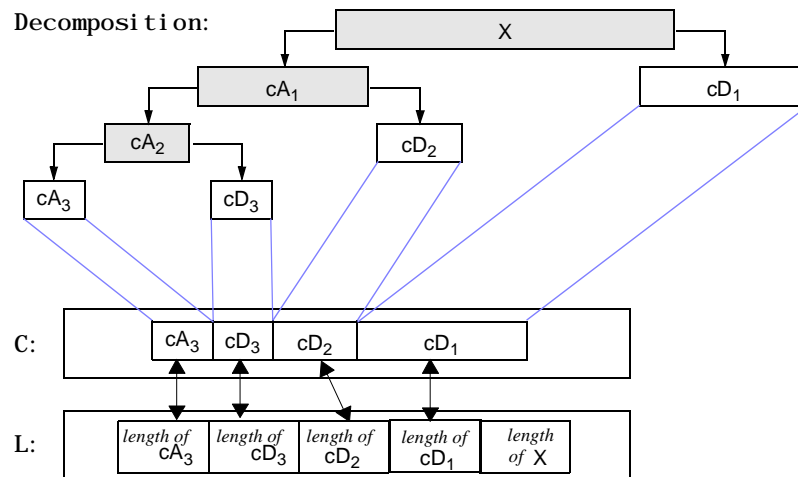 Decomposition:
X
cA1
cD1
cA2
cD2
cA3
cD3
C:
cA3 cD3 cD2 cD1
L:
length of cA3
length of cD3
length of cD2
length of cD1
length of X